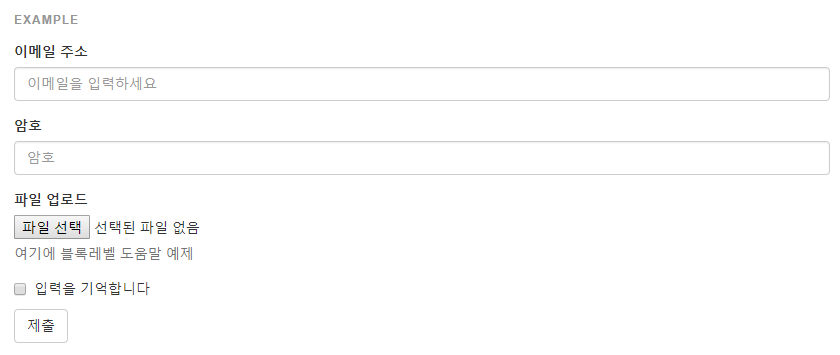 EXAMPLE
이메일 주소
이메일을 입력하세요
암호
암호
파일 업로드
파일 선택 선택된 파일 없음
여기에 블록레벨 도움말 예제
입력을 기억합니다
제출